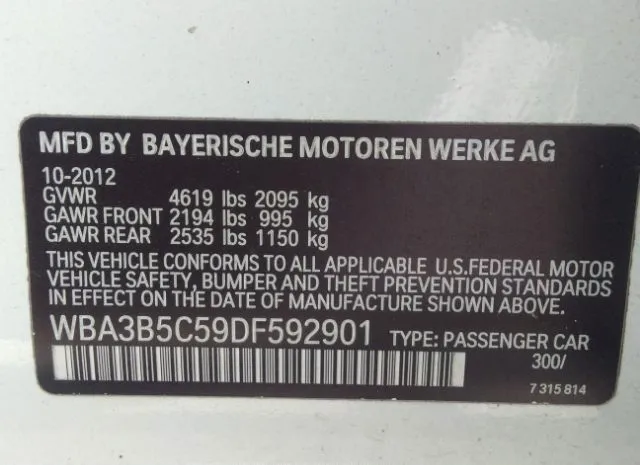 MFD BY BAYERISCHE MOTOREN WERKE AG
10-2012
GVWR 4619 lbs 2095 kg
GAWR FRONT 2194 lbs 995 kg
GAWR REAR 2535 lbs 1150 kg
THIS VEHICLE CONFORMS TO ALL APPLICABLE U.S.FEDERAL MOTOR
VEHICLE SAFETY, BUMPER AND THEFT PREVENTION STANDARDS
IN EFFECT ON THE DATE OF MANUFACTURE SHOWN ABOVE.
WBA3B5C59DF592901 TYPE: PASSENGER CAR
300/
7 315 814